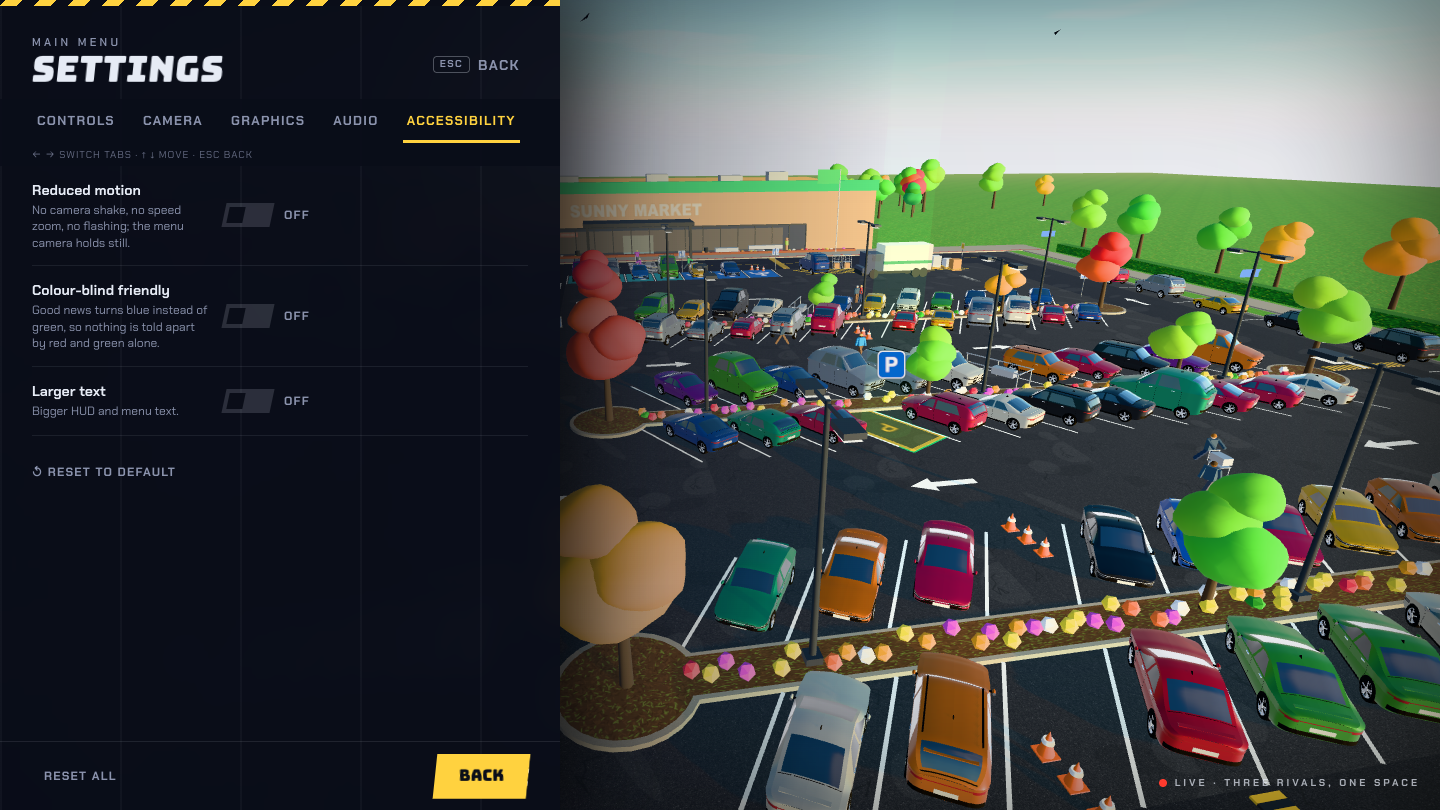 MAIN MENU
SETTINGS
ESC BACK
CONTROLS CAMERA GRAPHICS AUDIO ACCESSIBILITY
← → SWITCH TABS · ↑ ↓ MOVE · ESC BACK
Reduced motion
No camera shake, no speed
zoom, no flashing; the menu
camera holds still.
OFF
Colour-blind friendly
Good news turns blue instead of
green, so nothing is told apart
by red and green alone.
OFF
Larger text
Bigger HUD and menu text.
OFF
↺ RESET TO DEFAULT
RESET ALL
BACK
SUNNY MARKET
P
P
LIVE · THREE RIVALS, ONE SPACE